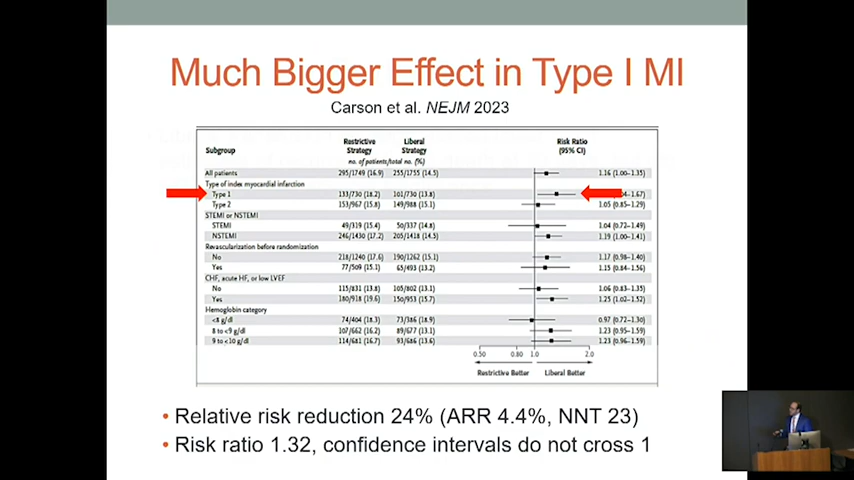 Much Bigger Effect in Type I MI
Carson et al. NEJM 2023
Subgroup Restrictive Strategy Liberal Strategy Risk Ratio (95% CI)
no. of patients/total no. (%)
All patients 295/1749 (16.9) 255/1755 (14.5) 1.16 (1.00–1.35)
Type of index myocardial infarction
Type 1 133/730 (18.2) 101/730 (13.8) –1.67)
Type 2 153/967 (15.8) 149/988 (15.1) 1.05 (0.85–1.29)
STEMI or NSTEMI
STEMI 49/319 (15.4) 50/337 (14.8) 1.04 (0.72–1.49)
NSTEMI 246/1430 (17.2) 205/1418 (14.5) 1.19 (1.00–1.41)
Revascularization before randomization
No 218/1240 (17.6) 190/1262 (15.1) 1.17 (0.98–1.40)
Yes 77/509 (15.1) 65/493 (13.2) 1.15 (0.84–1.56)
CHF, acute HF, or low LVEF
No 115/831 (13.8) 105/802 (13.1) 1.06 (0.83–1.35)
Yes 180/918 (19.6) 150/953 (15.7) 1.25 (1.02–1.52)
Hemoglobin category
<8 g/dl 74/404 (18.3) 73/386 (18.9) 0.97 (0.72–1.30)
8 to <9 g/dl 107/662 (16.2) 89/677 (13.1) 1.23 (0.95–1.59)
9 to <10 g/dl 114/681 (16.7) 93/686 (13.6) 1.23 (0.96–1.59)
0.50 0.80 1.0 2.0
Restrictive Better Liberal Better
• Relative risk reduction 24% (ARR 4.4%, NNT 23)
• Risk ratio 1.32, confidence intervals do not cross 1